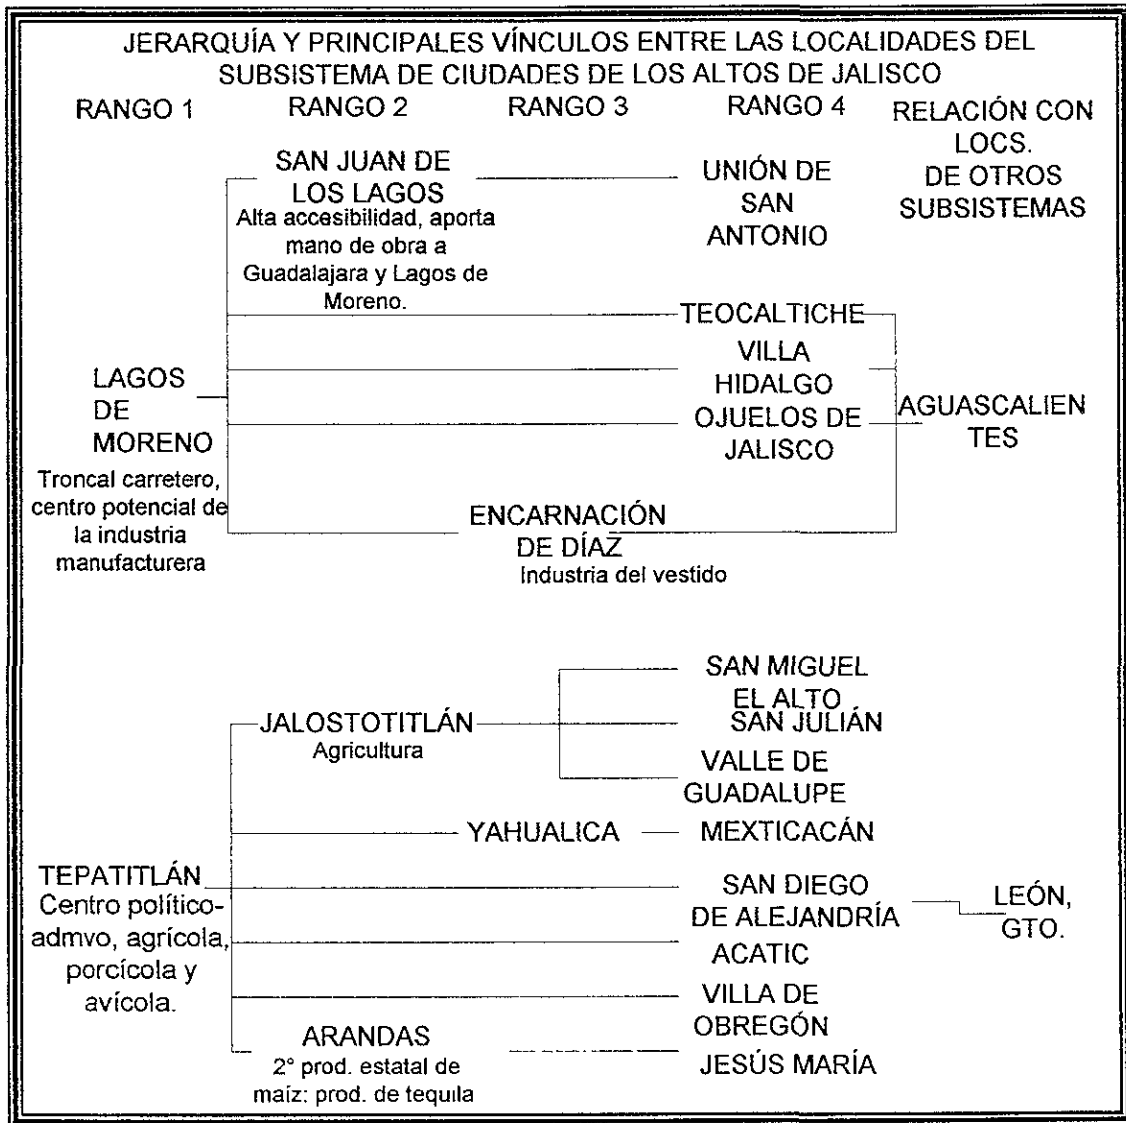 JERARQUÍA Y PRINCIPALES VÍNCULOS ENTRE LAS LOCALIDADES DEL
SUBSISTEMA DE CIUDADES DE LOS ALTOS DE JALISCO
RANGO 1
RANGO 2
RANGO 3
RANGO 4
RELACIÓN CON
LOCS.
DE OTROS
SUBSISTEMAS
SAN JUAN DE
LOS LAGOS
Alta accesibilidad, aporta
mano de obra a
Guadalajara y Lagos de
Moreno.
UNIÓN DE
SAN
ANTONIO
TEOCALTICHE
VILLA
HIDALGO
LAGOS
DE
MORENO
Troncal carretero,
centro potencial de
la industria
manufacturera
OJUELOS DE
JALISCO
AGUASCALIEN
TES
ENCARNACIÓN
DE DÍAZ
Industria del vestido
SAN MIGUEL
EL ALTO
JALOSTOTITLÁN
Agricultura
SAN JULIÁN
VALLE DE
GUADALUPE
YAHUALICA
MEXTICACÁN
TEPATITLÁN
Centro político-
admvo, agrícola,
porcícola y
avícola.
SAN DIEGO
DE ALEJANDRÍA
LEÓN,
GTO.
ACATIC
VILLA DE
OBREGÓN
ARANDAS
2° prod. estatal de
maíz: prod. de tequila
JESÚS MARÍA